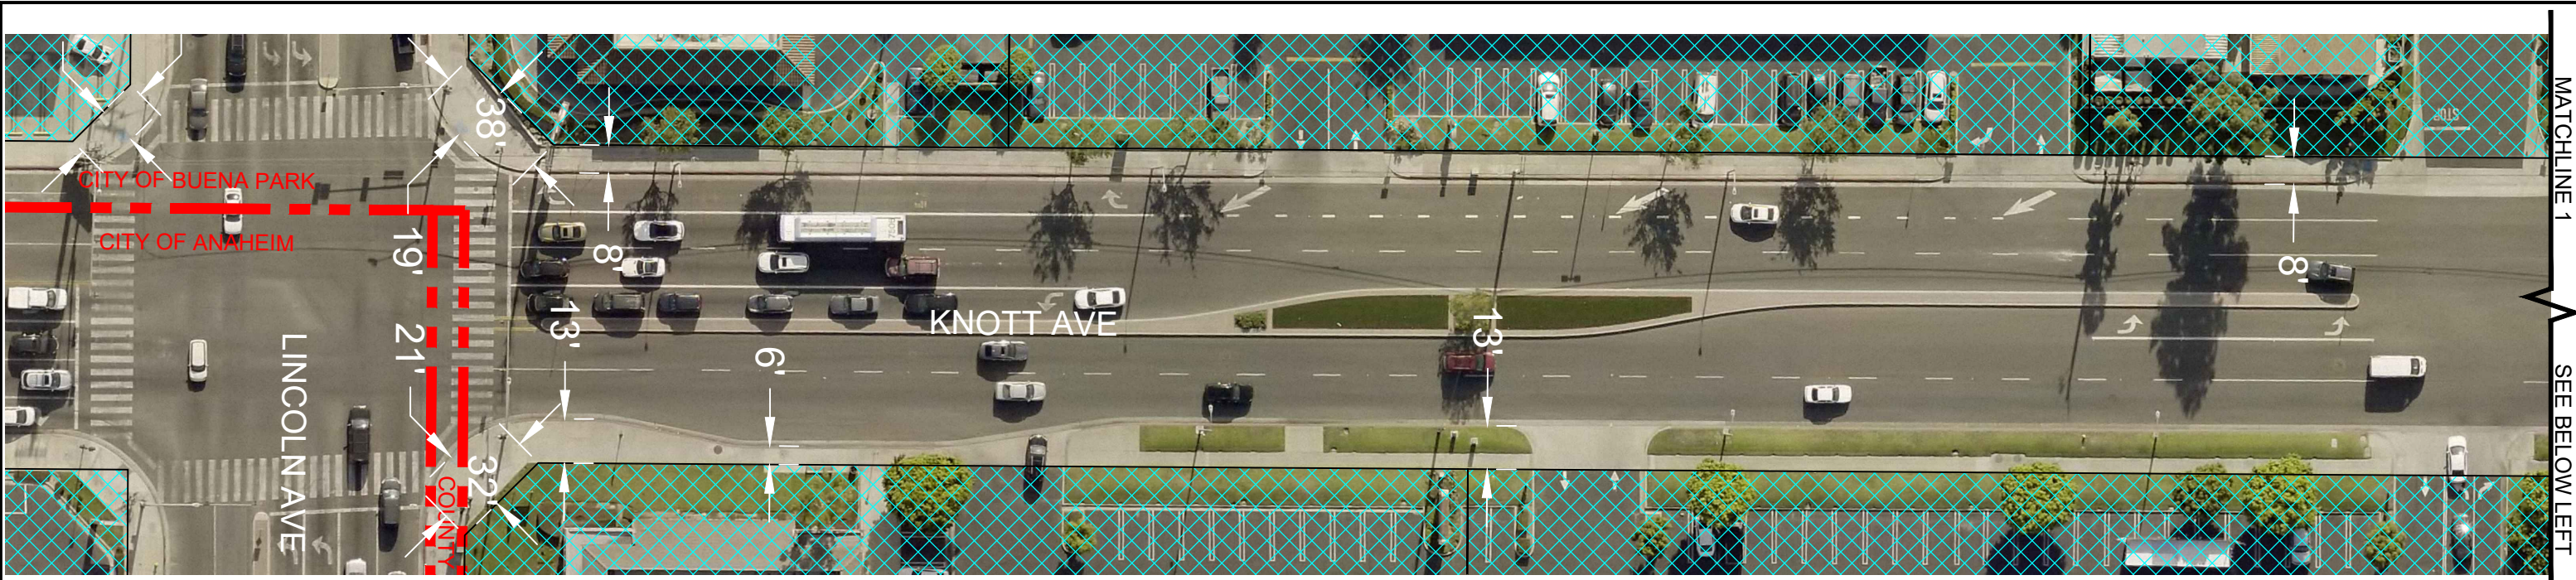 MATCHLINE 1
SEE BELOW LEFT
38'
CITY OF BUENA PARK
CITY OF ANAHEIM
19'
8'
8'
21'
13'
6'
KNOTT AVE
13'
LINCOLN AVE
32'
COUNTY
STOP